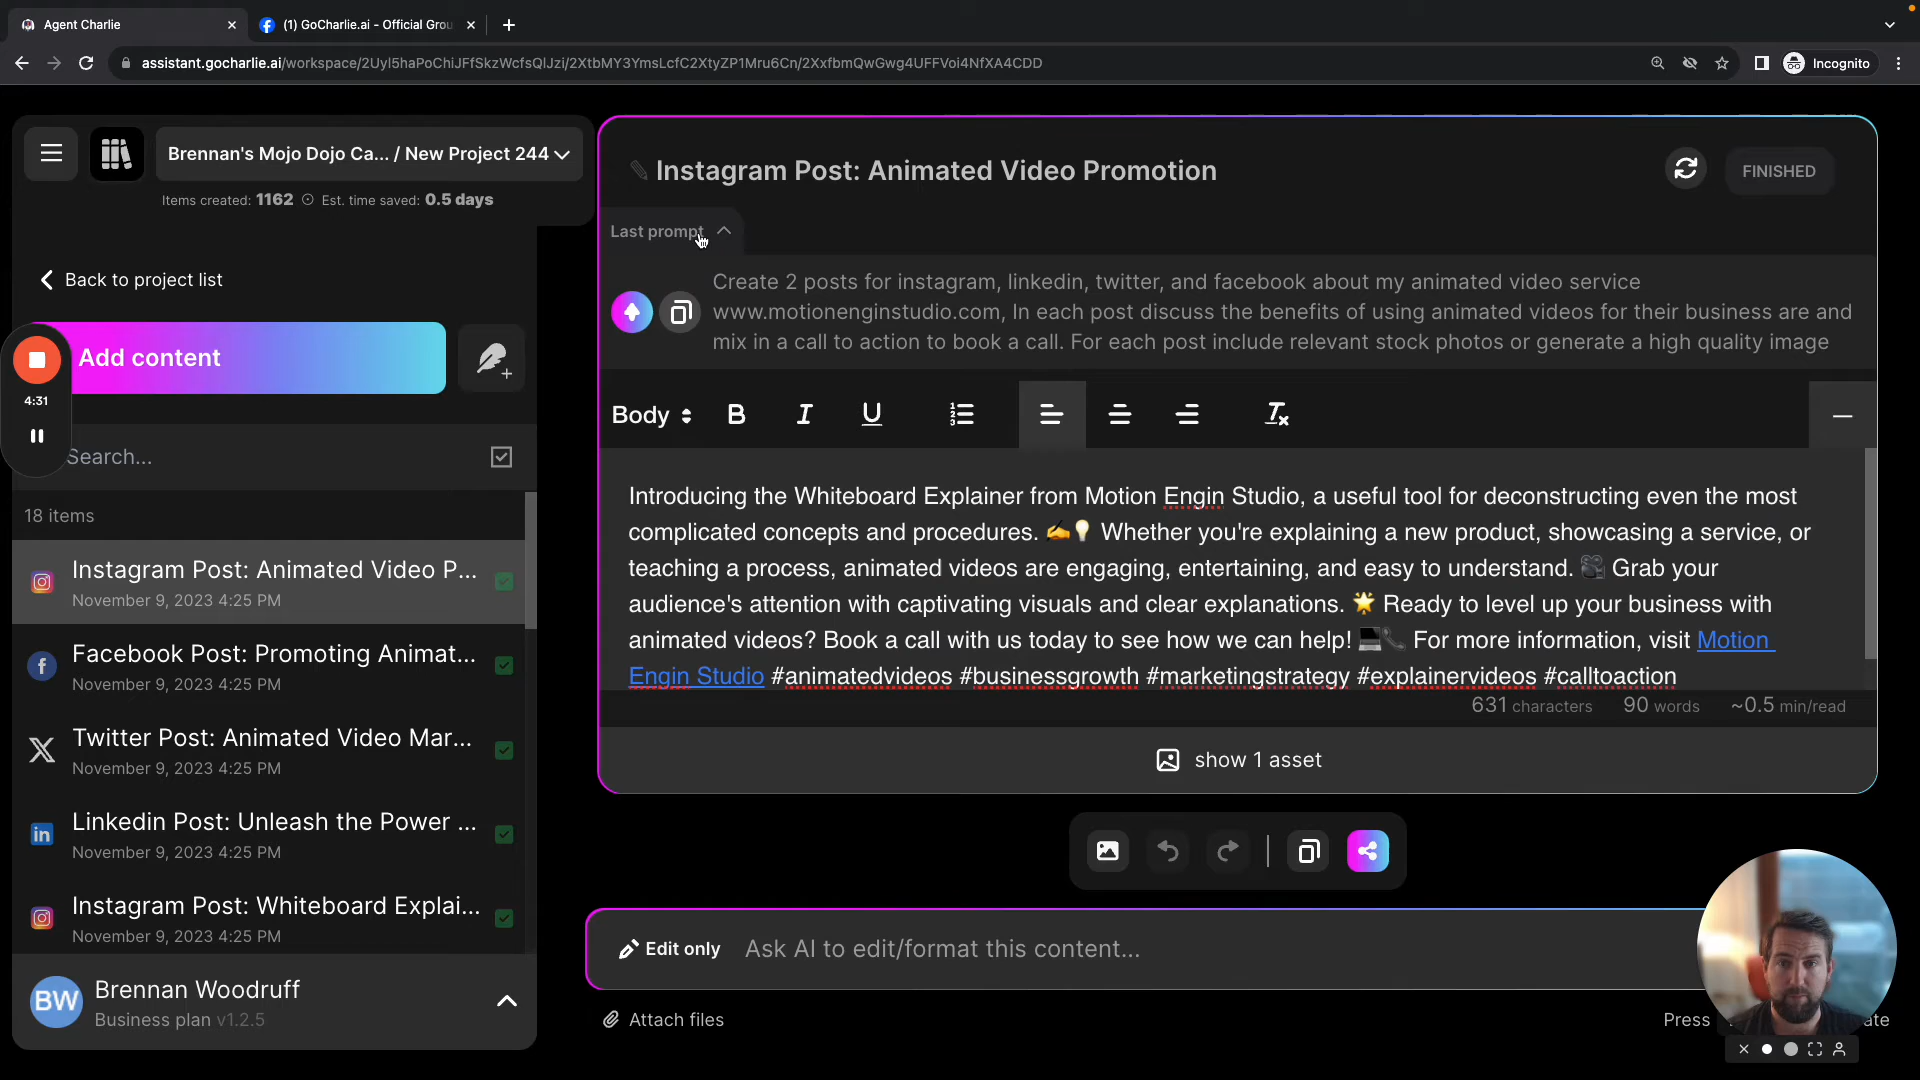 Agent Charlie
(1) GoCharlie.ai - Official Grou
assistant.gocharlie.ai/workspace/2Uyl5haPoChiJFfSkzWcfsQlJzi/2XtbMY3YmsLcfC2XtyZP1Mru6Cn/2XxfbmQwGwg4UFFVoi4NfXA4CDD
Incognito
Brennan's Mojo Dojo Ca... / New Project 244
Items created: 1162 Est. time saved: 0.5 days
Back to project list
Add content
4:31
Search...
18 items
Instagram Post: Animated Video P...
November 9, 2023 4:25 PM
Facebook Post: Promoting Animat...
November 9, 2023 4:25 PM
Twitter Post: Animated Video Mar...
November 9, 2023 4:25 PM
Linkedin Post: Unleash the Power ...
November 9, 2023 4:25 PM
Instagram Post: Whiteboard Explai...
November 9, 2023 4:25 PM
BW
Brennan Woodruff
Business plan v1.2.5
Instagram Post: Animated Video Promotion
FINISHED
Last prompt
Create 2 posts for instagram, linkedin, twitter, and facebook about my animated video service
www.motionenginstudio.com, In each post discuss the benefits of using animated videos for their business are and
mix in a call to action to book a call. For each post include relevant stock photos or generate a high quality image
Body B I U
Introducing the Whiteboard Explainer from Motion Engin Studio, a useful tool for deconstructing even the most
complicated concepts and procedures. ✍️💡 Whether you're explaining a new product, showcasing a service, or
teaching a process, animated videos are engaging, entertaining, and easy to understand. 🎥 Grab your
audience's attention with captivating visuals and clear explanations. 🌟 Ready to level up your business with
animated videos? Book a call with us today to see how we can help! 💻📞 For more information, visit Motion
Engin Studio #animatedvideos #businessgrowth #marketingstrategy #explainervideos #calltoaction
631 characters 90 words ~0.5 min/read
show 1 asset
Edit only Ask AI to edit/format this content...
Attach files
Press